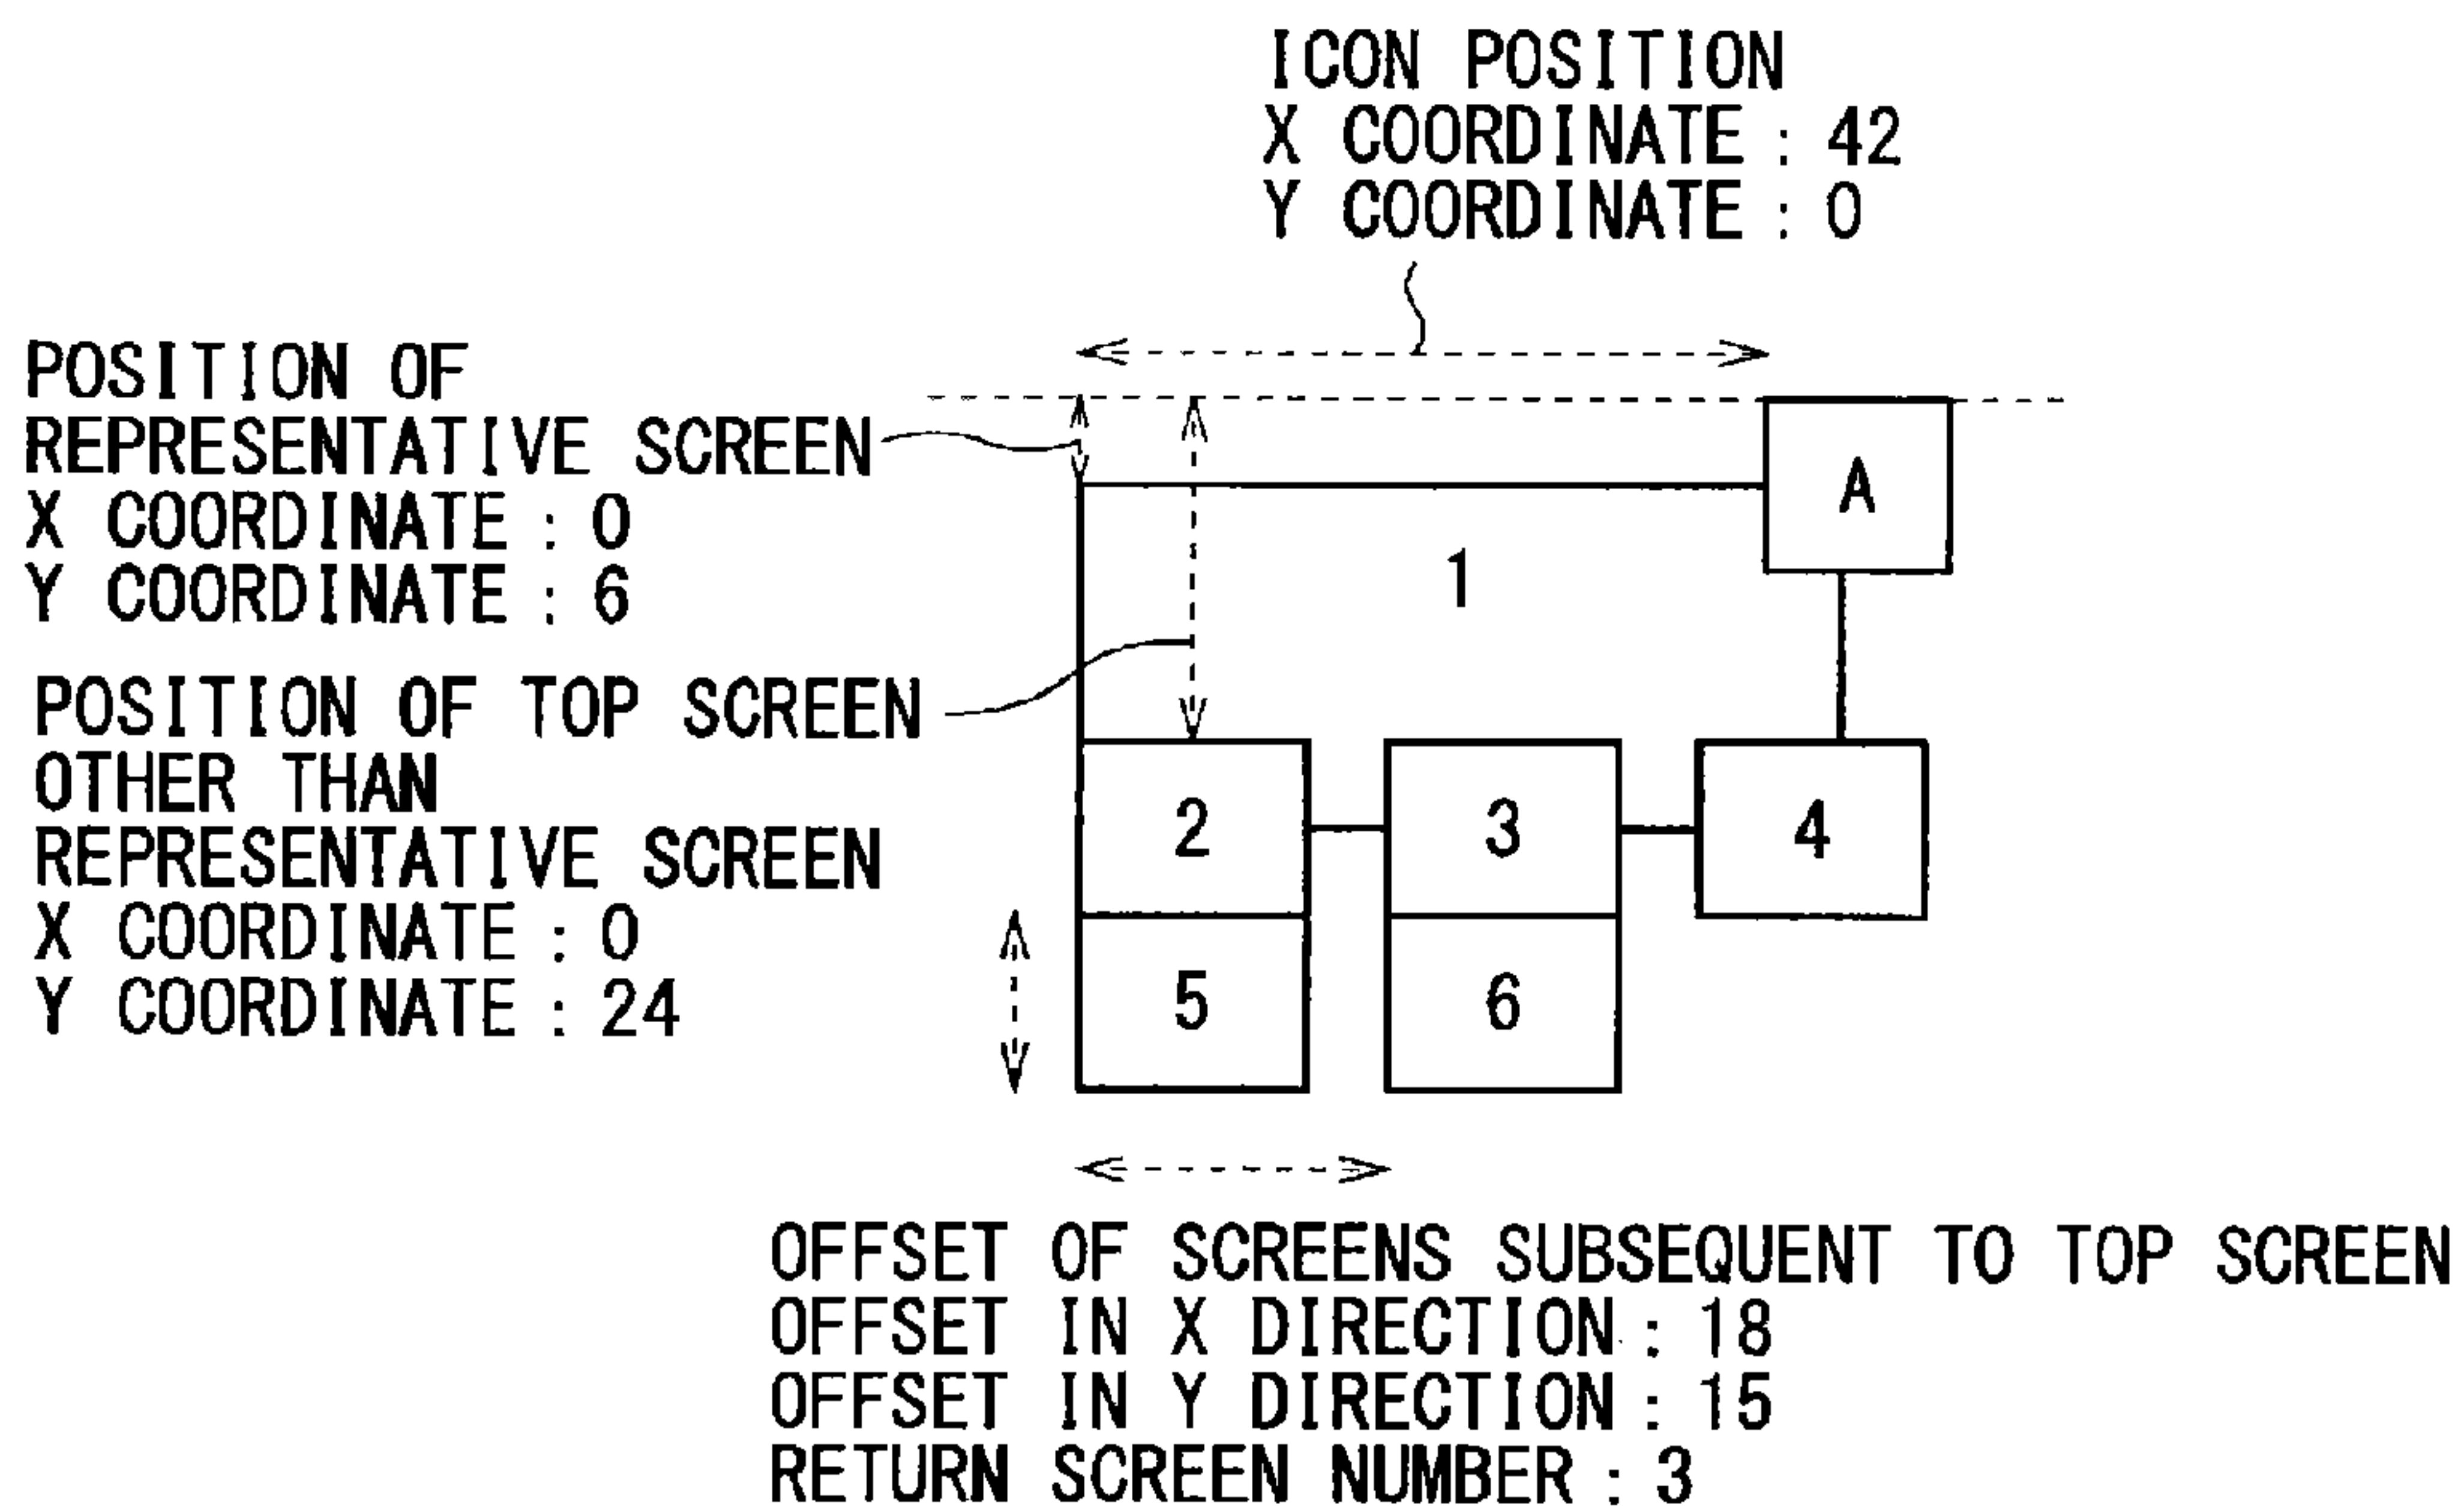 ICON POSITION
X COORDINATE : 42
Y COORDINATE : 0
POSITION OF
REPRESENTATIVE SCREEN
X COORDINATE : 0
Y COORDINATE : 6
A
1
POSITION OF TOP SCREEN
OTHER THAN
REPRESENTATIVE SCREEN
X COORDINATE : 0
Y COORDINATE : 24
2 3 4
5 6
OFFSET OF SCREENS SUBSEQUENT TO TOP SCREEN
OFFSET IN X DIRECTION : 18
OFFSET IN Y DIRECTION : 15
RETURN SCREEN NUMBER : 3